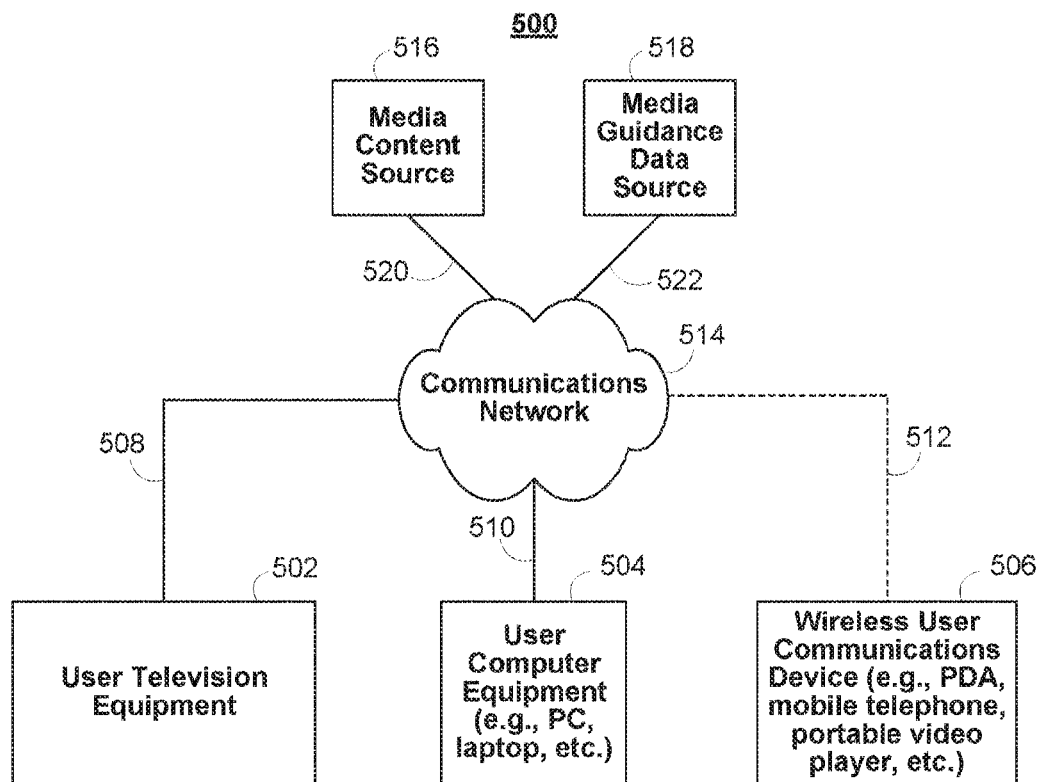 500
516
518
Media
Content
Source
Media
Guidance
Data
Source
520
522
514
Communications
Network
508
512
510
502
504
506
User Television
Equipment
User
Computer
Equipment
(e.g., PC,
laptop, etc.)
Wireless User
Communications
Device (e.g., PDA,
mobile telephone,
portable video
player, etc.)